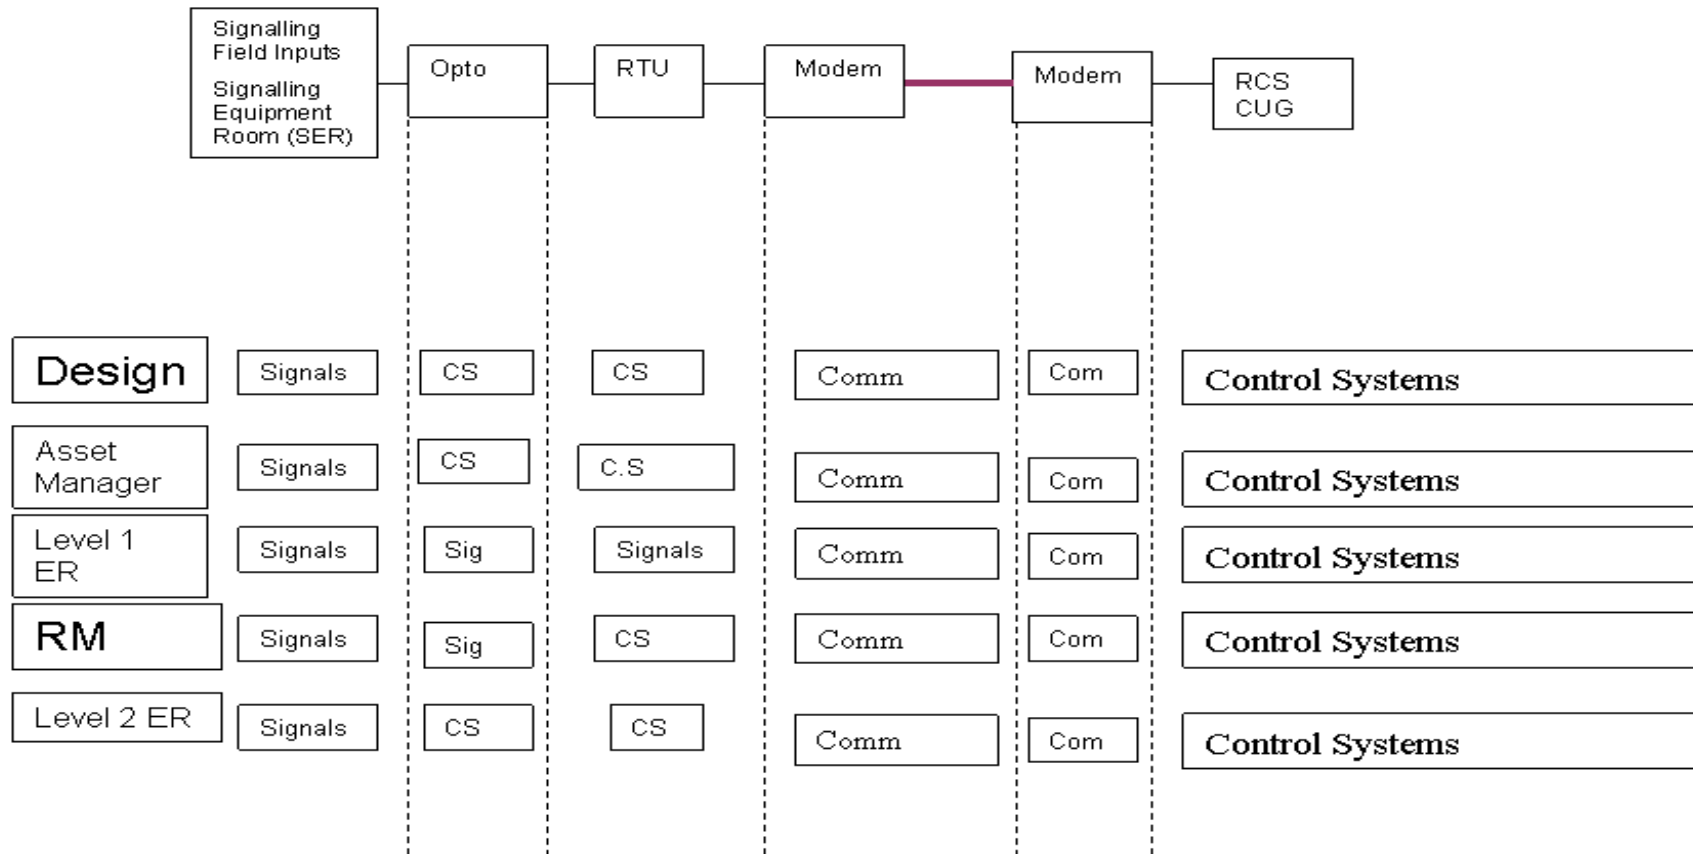 Signalling
Field Inputs
Signalling
Equipment
Room (SER)
Opto
RTU
Modem
Modem
RCS
CUG
Design
Signals
CS
CS
Comm
Com
Control Systems
Asset
Manager
Signals
CS
C.S
Comm
Com
Control Systems
Level 1
ER
Signals
Sig
Signals
Comm
Com
Control Systems
RM
Signals
Sig
CS
Comm
Com
Control Systems
Level 2 ER
Signals
CS
CS
Comm
Com
Control Systems